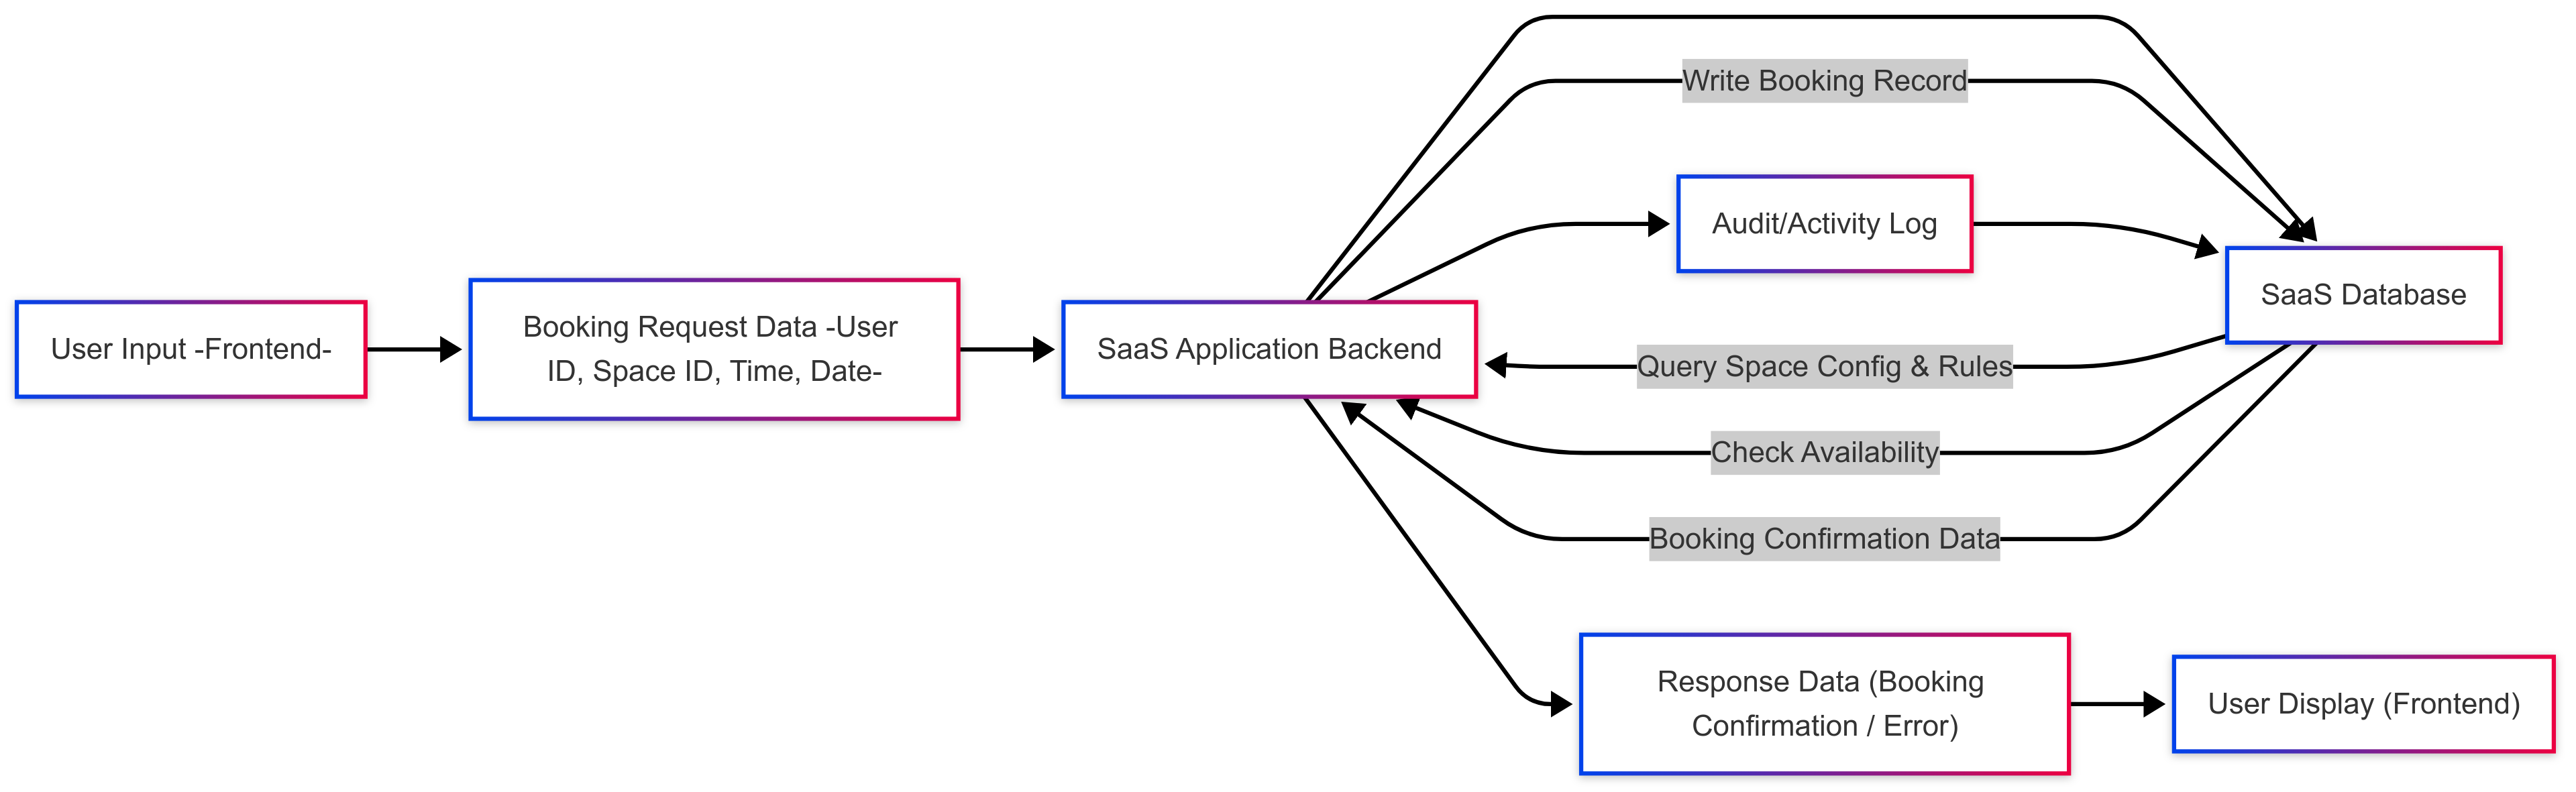 Write Booking Record
Audit/Activity Log
SaaS Database
User Input -Frontend-
Booking Request Data -User
ID, Space ID, Time, Date-
SaaS Application Backend
Query Space Config & Rules
Check Availability
Booking Confirmation Data
Response Data (Booking
Confirmation / Error)
User Display (Frontend)